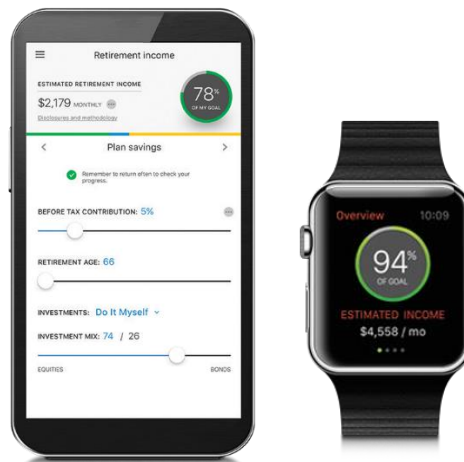 Retirement income
ESTIMATED RETIREMENT INCOME
$2,179 MONTHLY
Disclosures and methodology
78%
OF MY GOAL
Plan savings
Remember to return often to check your
progress.
BEFORE TAX CONTRIBUTION: 5%
RETIREMENT AGE: 66
INVESTMENTS: Do It Myself
INVESTMENT MIX: 74 / 26
EQUITIES BONDS
Overview 10:09
94%
OF GOAL
ESTIMATED INCOME
$4,558 / mo